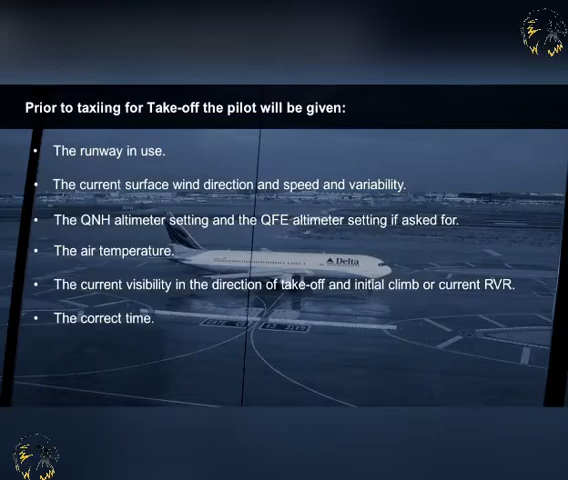 Prior to taxiing for Take-off the pilot will be given:
• The runway in use.
• The current surface wind direction and speed and variability.
• The QNH altimeter setting and the QFE altimeter setting if asked for.
• The air temperature.
Delta
• The current visibility in the direction of take-off and initial climb or current RVR.
• The correct time.